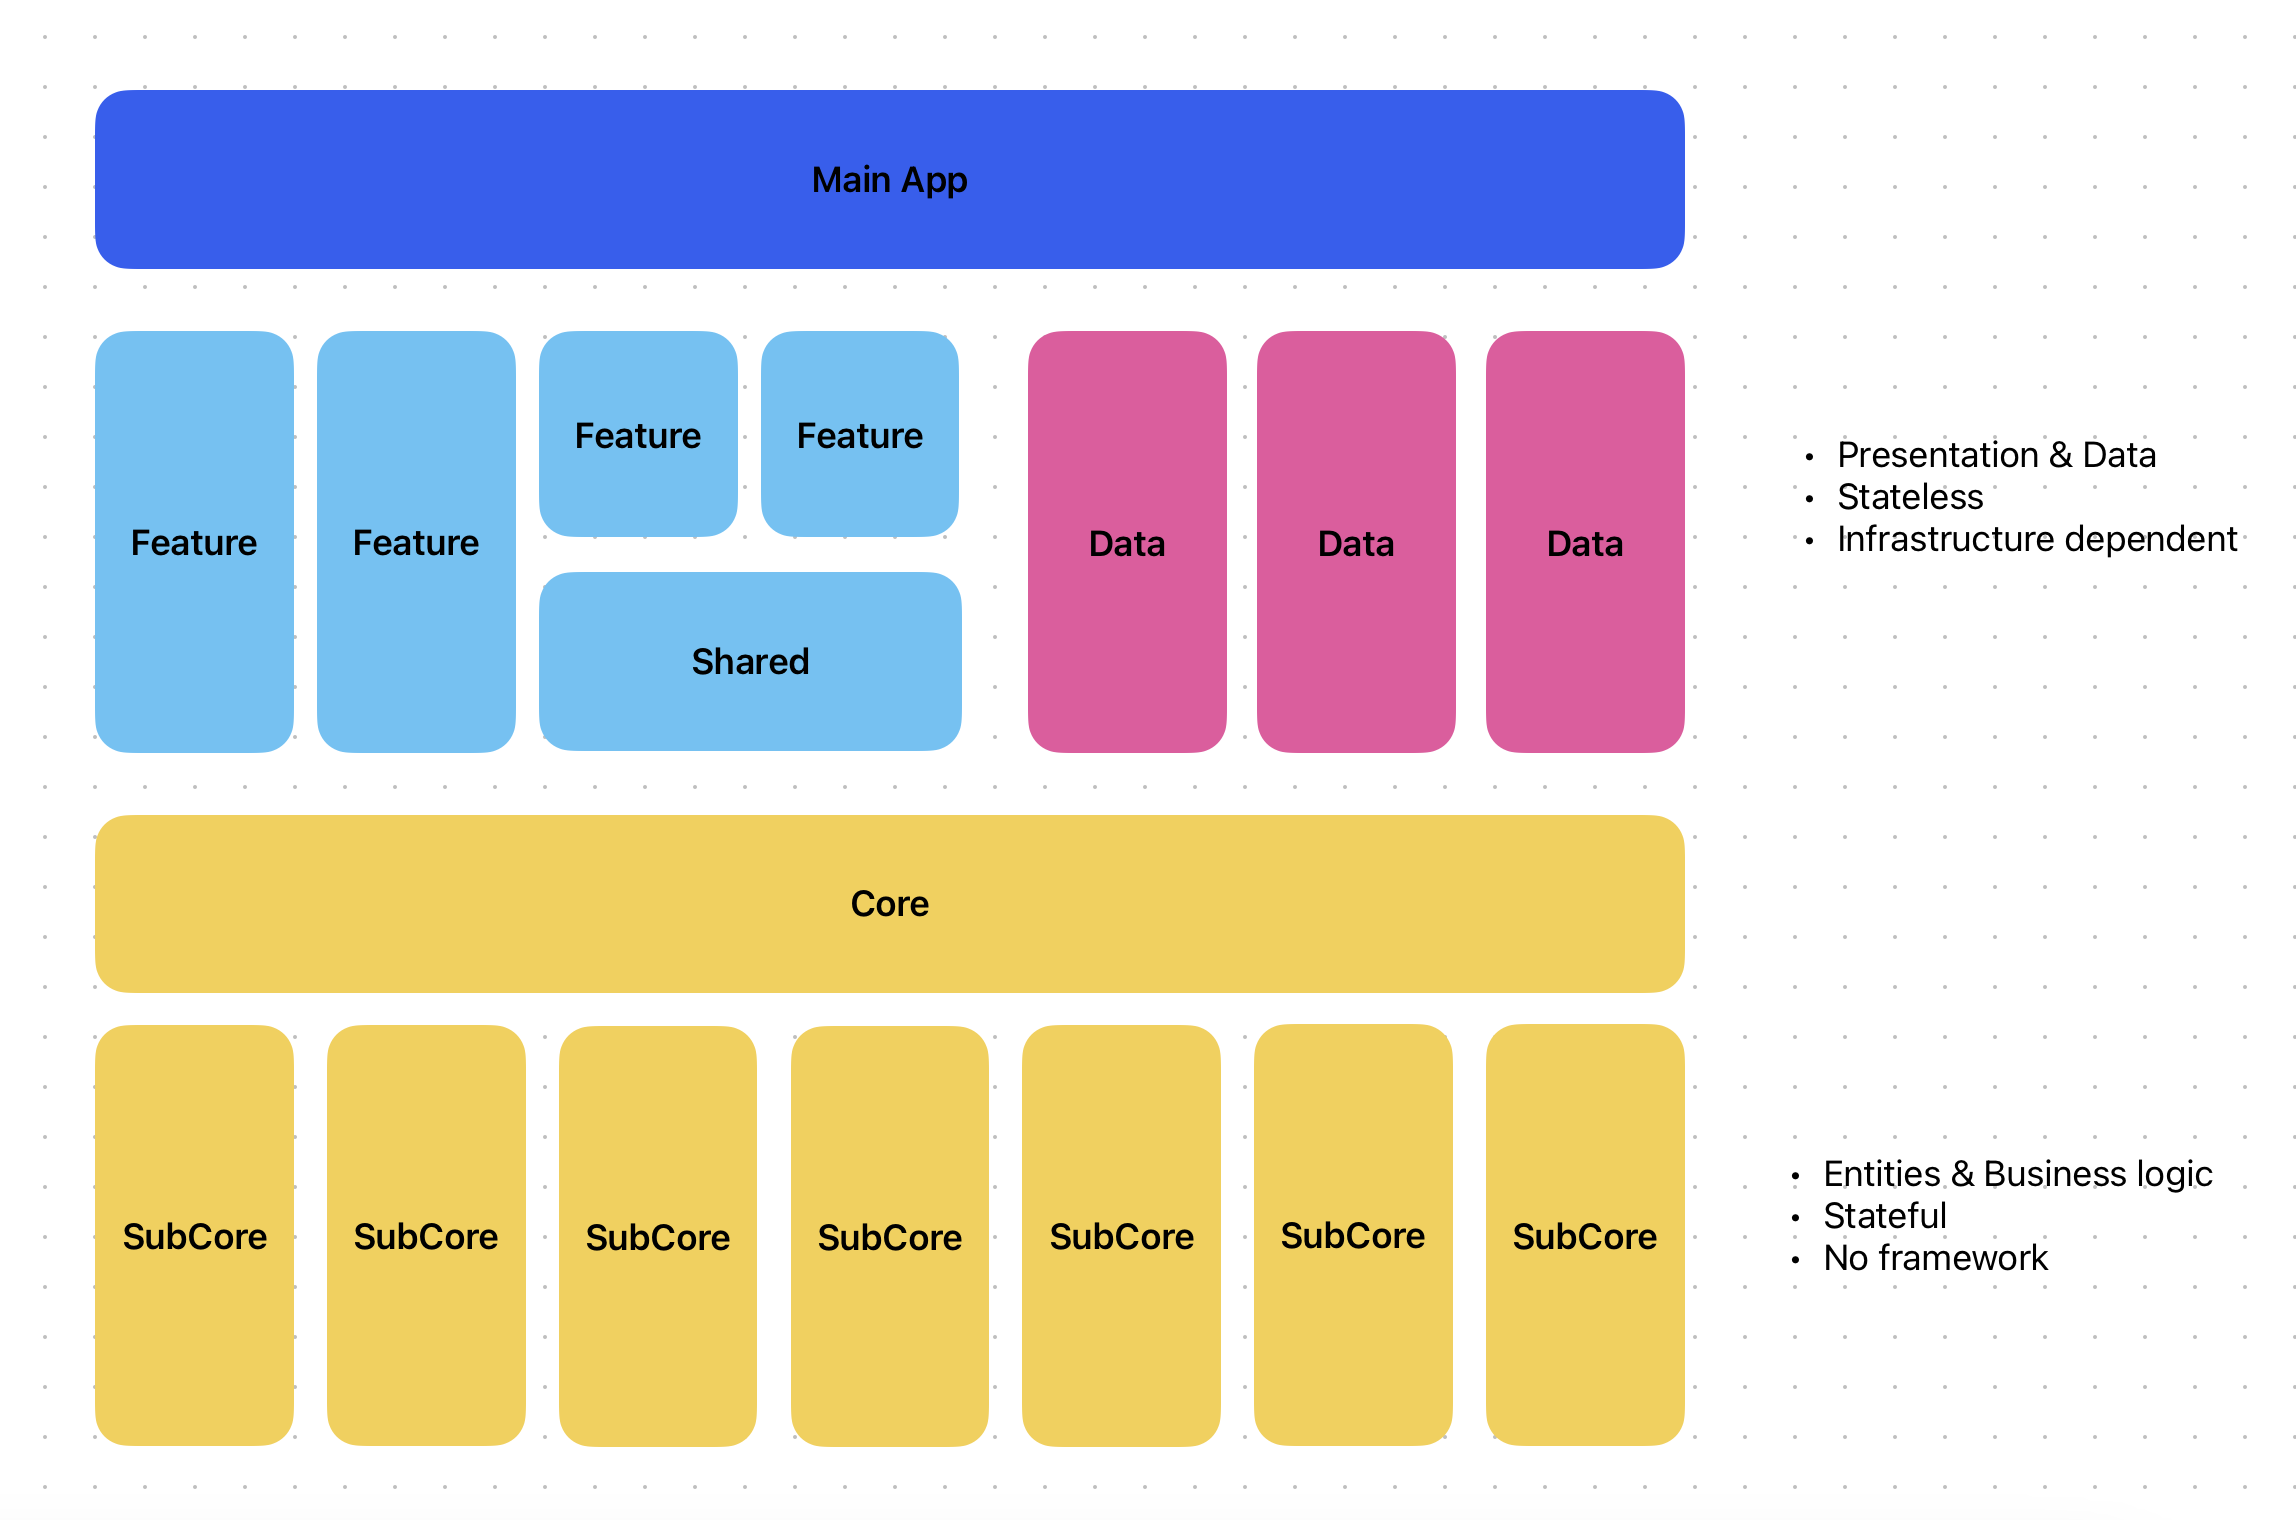 Main App
Feature
Feature
Feature
Feature
Shared
Data
Data
Data
• Presentation & Data
• Stateless
• Infrastructure dependent
Core
SubCore
SubCore
SubCore
SubCore
SubCore
SubCore
SubCore
• Entities & Business logic
• Stateful
• No framework